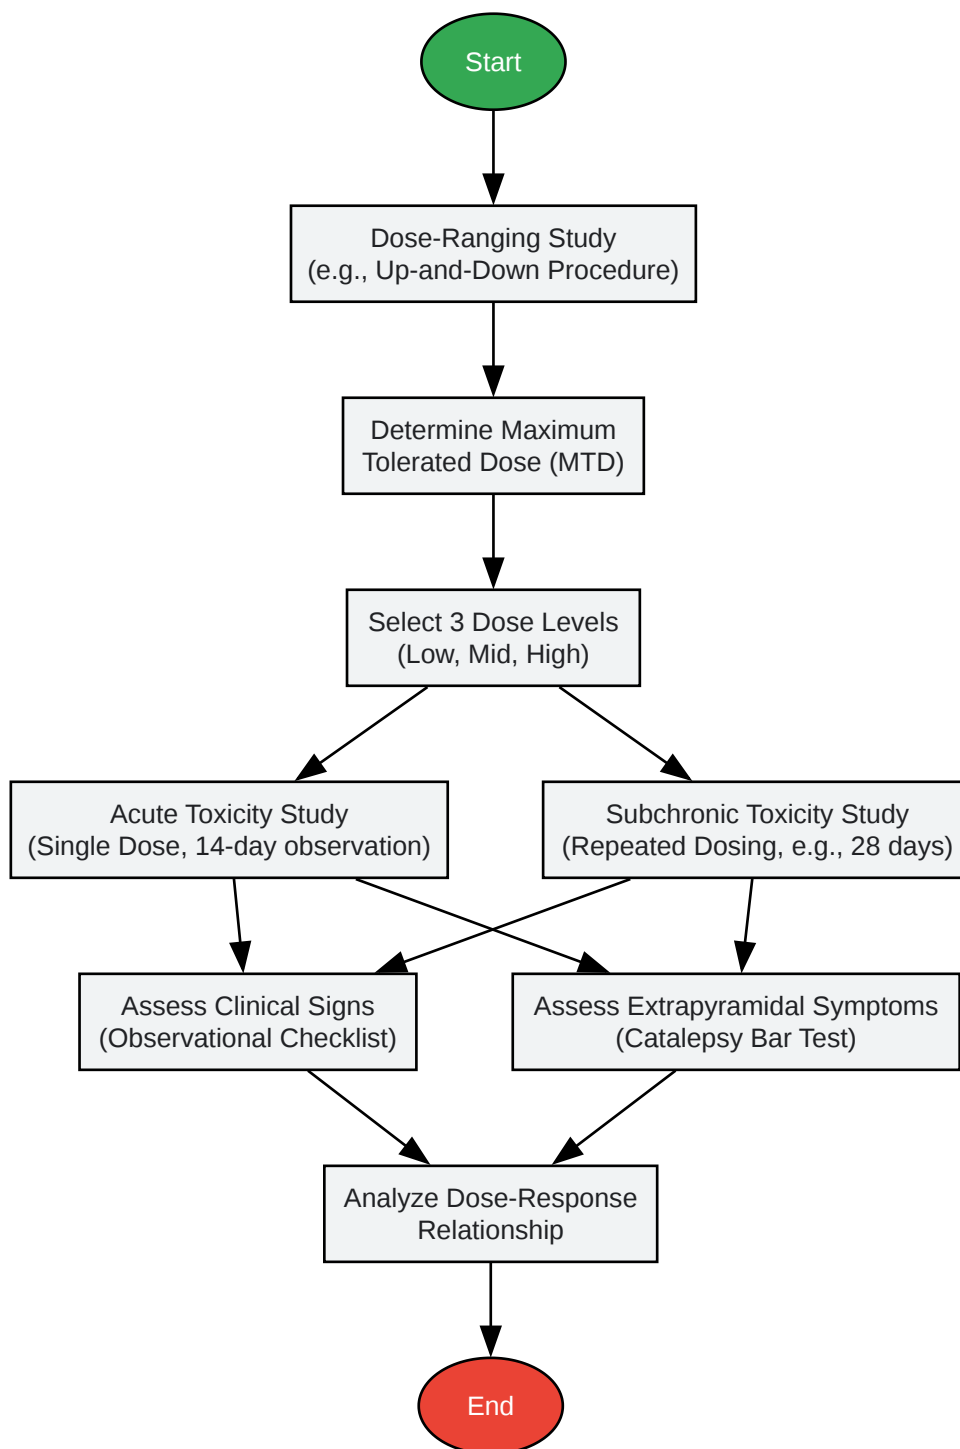 Start
Dose-Ranging Study
(e.g., Up-and-Down Procedure)
Determine Maximum
Tolerated Dose (MTD)
Select 3 Dose Levels
(Low, Mid, High)
Acute Toxicity Study
(Single Dose, 14-day observation)
Subchronic Toxicity Study
(Repeated Dosing, e.g., 28 days)
Assess Clinical Signs
(Observational Checklist)
Assess Extrapyramidal Symptoms
(Catalepsy Bar Test)
Analyze Dose-Response
Relationship
End